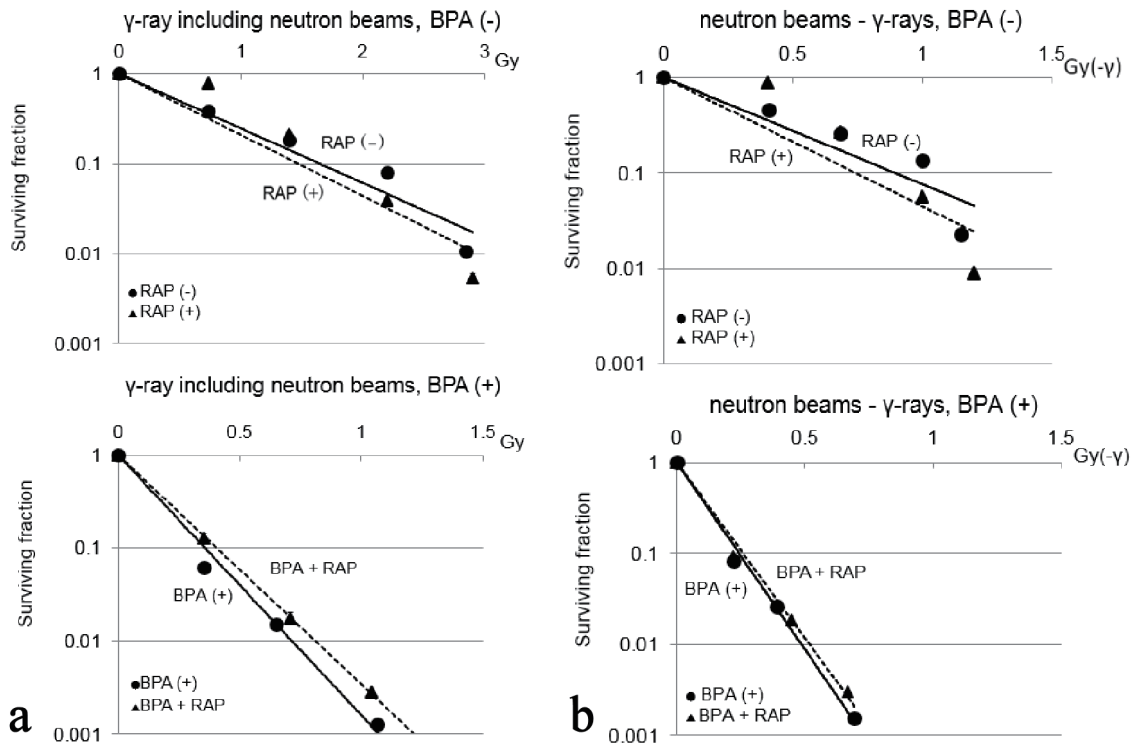 γ-ray including neutron beams, BPA (-)
0 1 2 3
Gy
1
0.1
0.01
0.001
Surviving fraction
RAP (-)
RAP (+)
RAP (-)
RAP (+)
neutron beams - γ-rays, BPA (-)
0 0.5 1 1.5
Gy(-γ)
1
0.1
0.01
0.001
Surviving fraction
RAP (-)
RAP (+)
RAP (-)
RAP (+)
γ-ray including neutron beams, BPA (+)
0 0.5 1 1.5
Gy
1
0.1
0.01
0.001
Surviving fraction
BPA + RAP
BPA (+)
BPA (+)
BPA + RAP
a
neutron beams - γ-rays, BPA (+)
0 0.5 1 1.5
Gy(-γ)
1
0.1
0.01
0.001
Surviving fraction
BPA + RAP
BPA (+)
BPA (+)
BPA + RAP
b